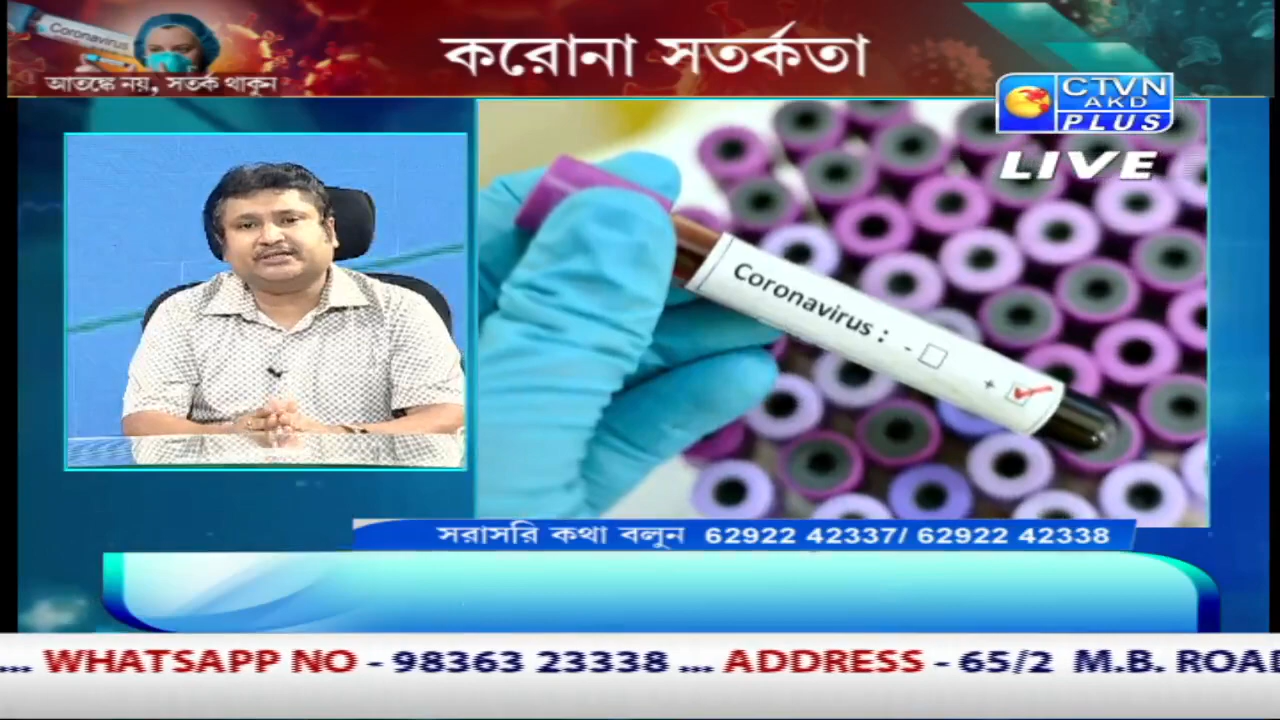 Coronavirus
করোনা সতর্কতা
আতঙ্কে নয়, সতর্ক থাকুন
CTVN
AKD
PLUS
LIVE
Coronavirus :
-
+
সরাসরি কথা বলুন 62922 42337/ 62922 42338
... WHATSAPP NO - 98363 23338 ... ADDRESS - 65/2 M.B. ROAD